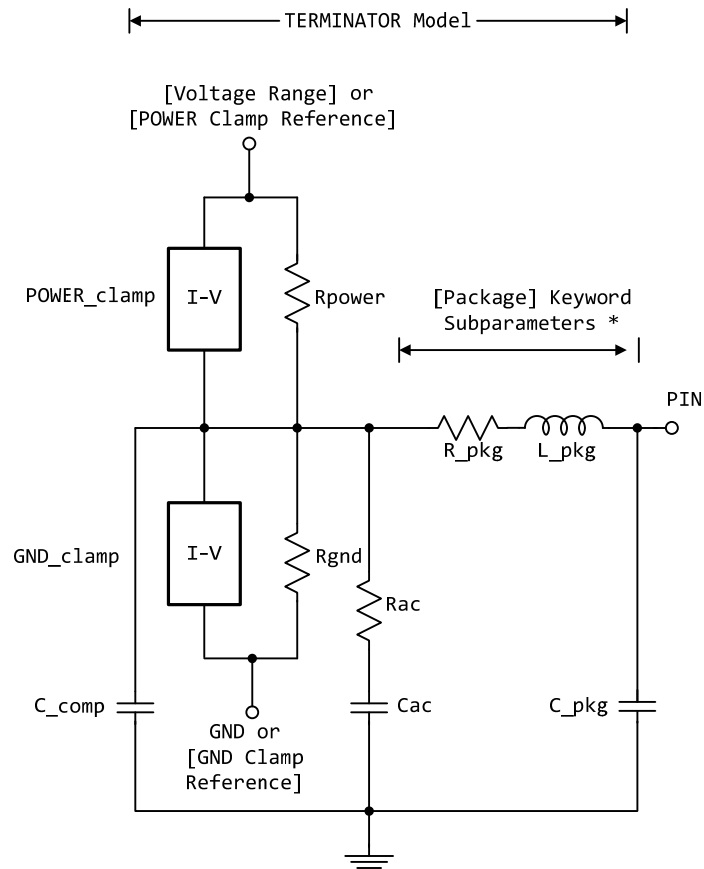 TERMINATOR Model
[Voltage Range] or
[POWER Clamp Reference]
POWER_clamp
I-V
Rpower
[Package] Keyword
Subparameters *
PIN
R_pkg
L_pkg
GND_clamp
I-V
Rgnd
Rac
C_comp
Cac
C_pkg
GND or
[GND Clamp
Reference]